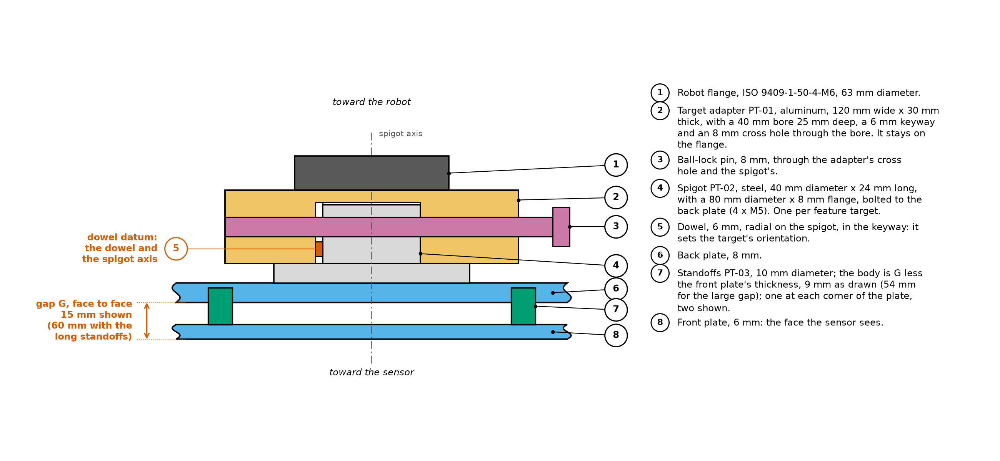 toward the robot
spigot axis
1
2
3
4
5
6
7
8
dowel datum:
the dowel and
the spigot axis
gap G, face to face
15 mm shown
(60 mm with the
long standoffs)
toward the sensor
1 Robot flange, ISO 9409-1-50-4-M6, 63 mm diameter.
2 Target adapter PT-01, aluminum, 120 mm wide x 30 mm
thick, with a 40 mm bore 25 mm deep, a 6 mm keyway
and an 8 mm cross hole through the bore. It stays on
the flange.
3 Ball-lock pin, 8 mm, through the adapter's cross
hole and the spigot's.
4 Spigot PT-02, steel, 40 mm diameter x 24 mm long,
with a 80 mm diameter x 8 mm flange, bolted to the
back plate (4 x M5). One per feature target.
5 Dowel, 6 mm, radial on the spigot, in the keyway: it
sets the target's orientation.
6 Back plate, 8 mm.
7 Standoffs PT-03, 10 mm diameter; the body is G less
the front plate's thickness, 9 mm as drawn (54 mm
for the large gap); one at each corner of the plate,
two shown.
8 Front plate, 6 mm: the face the sensor sees.